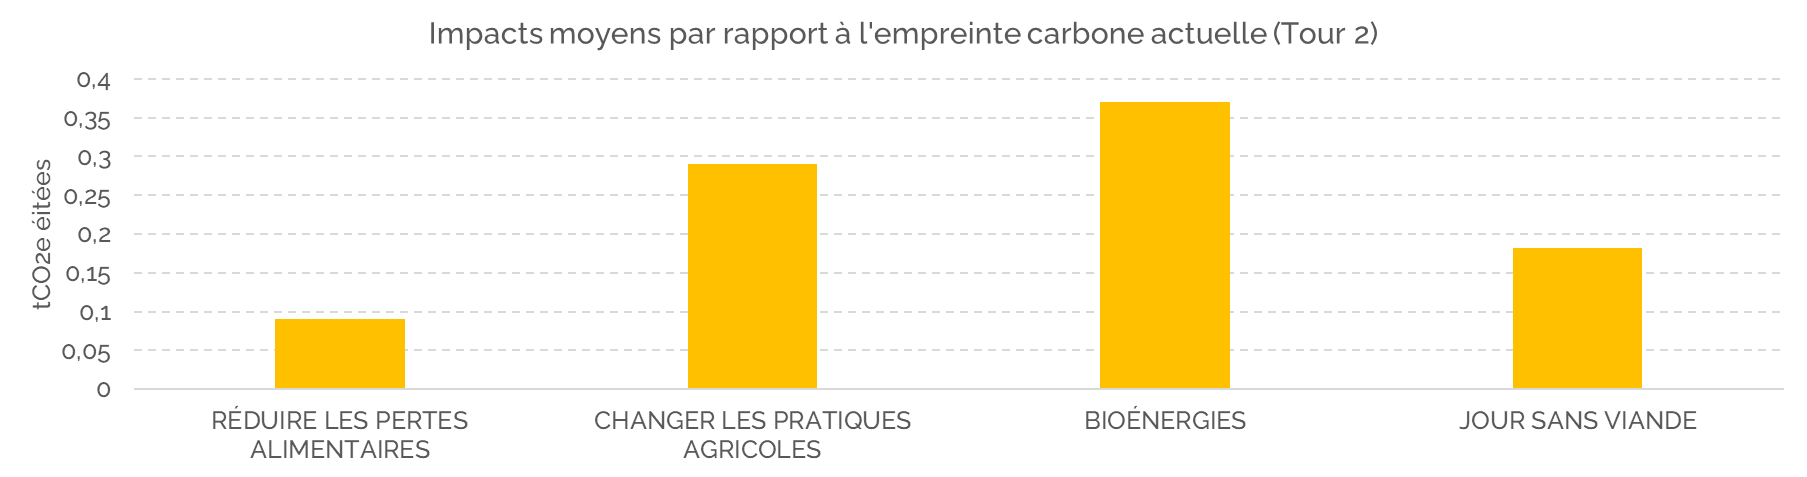 Impacts moyens par rapport à l'empreinte carbone actuelle (Tour 2)
tCO2e éitées
0,4
0,35
0,3
0,25
0,2
0,15
0,1
0,05
0
RÉDUIRE LES PERTES
ALIMENTAIRES
CHANGER LES PRATIQUES
AGRICOLES
BIOÉNERGIES
JOUR SANS VIANDE